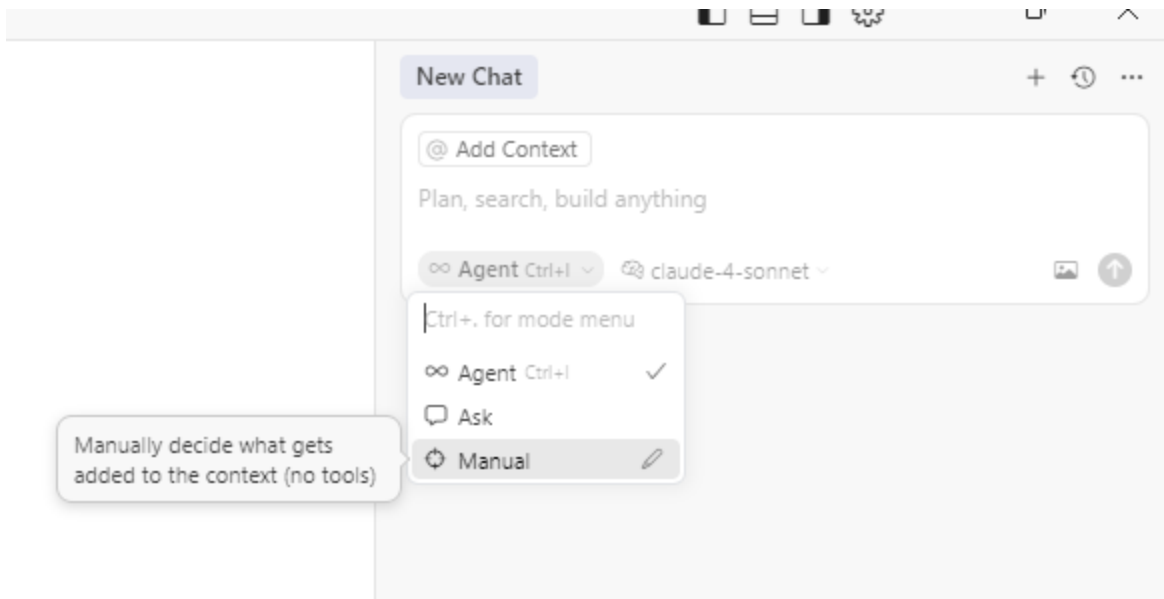 New Chat
@ Add Context
Plan, search, build anything
Agent Ctrl+I
claude-4-sonnet
Ctrl+. for mode menu
Agent Ctrl+I
Ask
Manual
Manually decide what gets
added to the context (no tools)